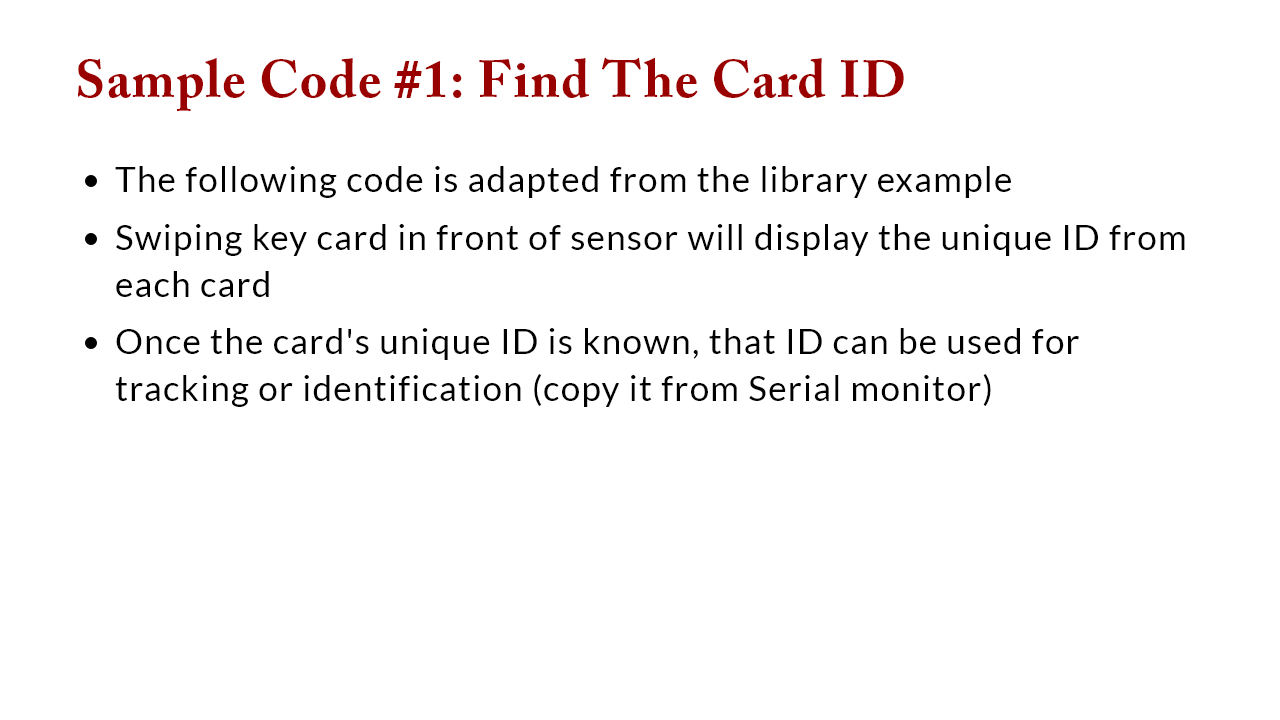 Sample Code #1: Find The Card ID
• The following code is adapted from the library example
• Swiping key card in front of sensor will display the unique ID from
each card
• Once the card's unique ID is known, that ID can be used for
tracking or identification (copy it from Serial monitor)